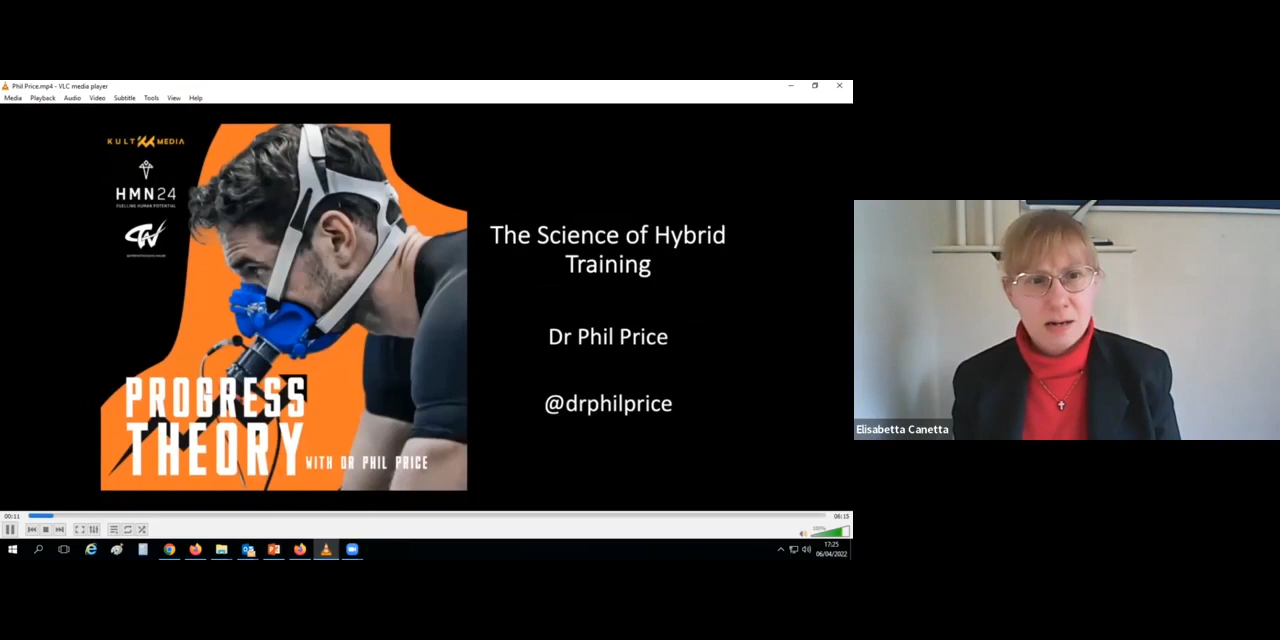 Phil Price.mp4 - VLC media player
Media Playback Audio Video Subtitle Tools View Help
KULT MEDIA
HMN24
FUELLING HUMAN POTENTIAL
PROGRESS
THEORY
WITH DR PHIL PRICE
The Science of Hybrid
Training
Dr Phil Price
@drphilprice
Elisabetta Canetta
00:11
06:15
100%
17:25
06/04/2022